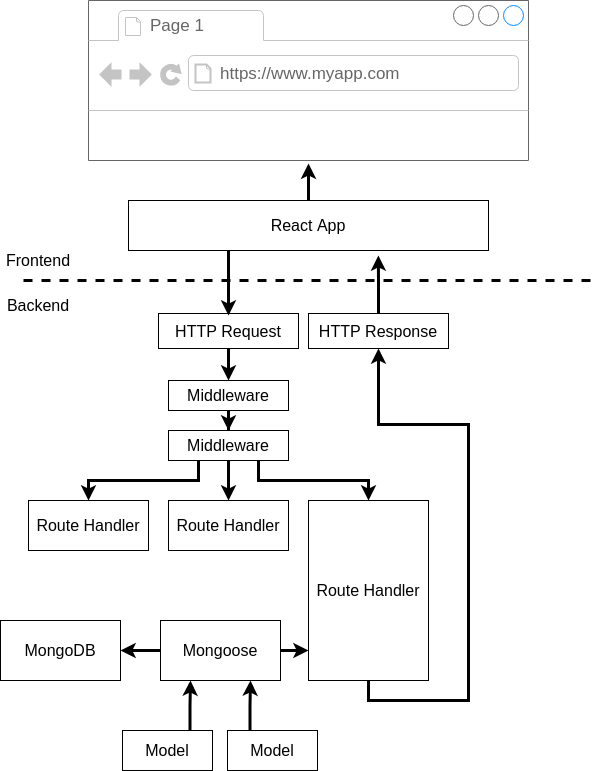 Page 1
https://www.myapp.com
React App
Frontend
Backend
HTTP Request
HTTP Response
Middleware
Middleware
Route Handler
Route Handler
Route Handler
MongoDB
Mongoose
Model
Model